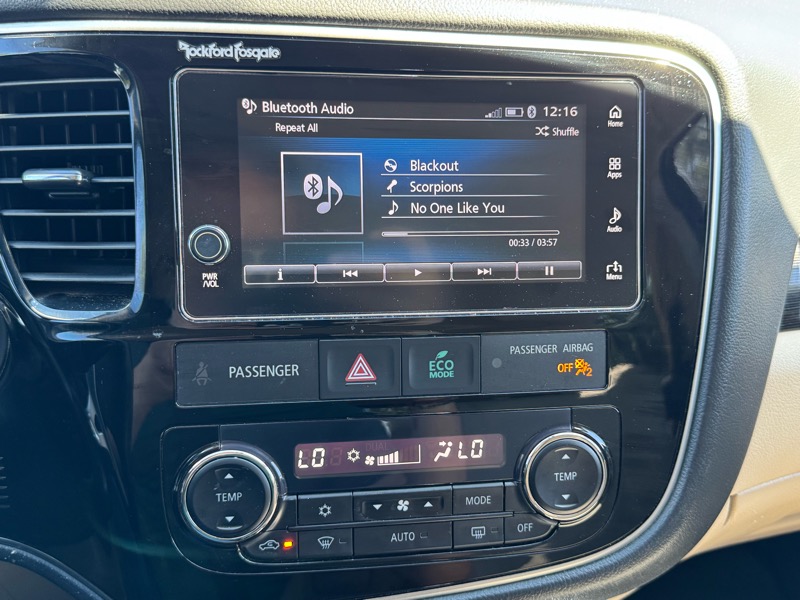 Rockford Fosgate
Bluetooth Audio
12:16
Repeat All
Shuffle
Blackout
Scorpions
No One Like You
00:33 / 03:57
i
Home
Apps
Audio
Menu
PWR
/VOL
PASSENGER
ECO
MODE
PASSENGER AIRBAG
OFF
2
LO
LO
TEMP
TEMP
MODE
AUTO
OFF